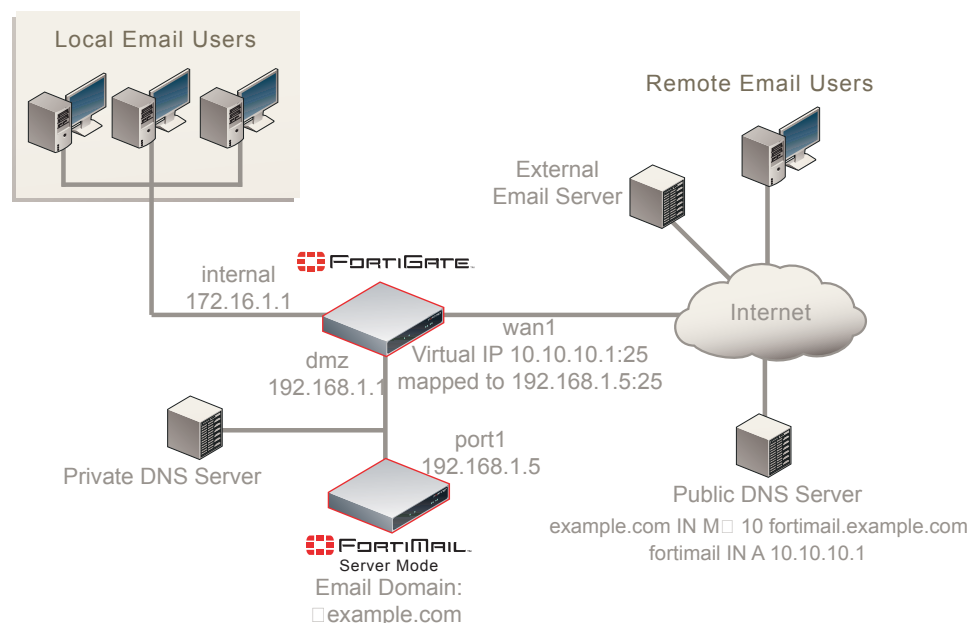 Local Email Users
Remote Email Users
External
Email Server
FORTIGATE
internal
172.16.1.1
Internet
wan1
Virtual IP 10.10.10.1:25
mapped to 192.168.1.5:25
dmz
192.168.1.1
port1
192.168.1.5
Private DNS Server
Public DNS Server
example.com IN M□ 10 fortimail.example.com
fortimail IN A 10.10.10.1
FORTIMAIL
Server Mode
Email Domain:
□example.com